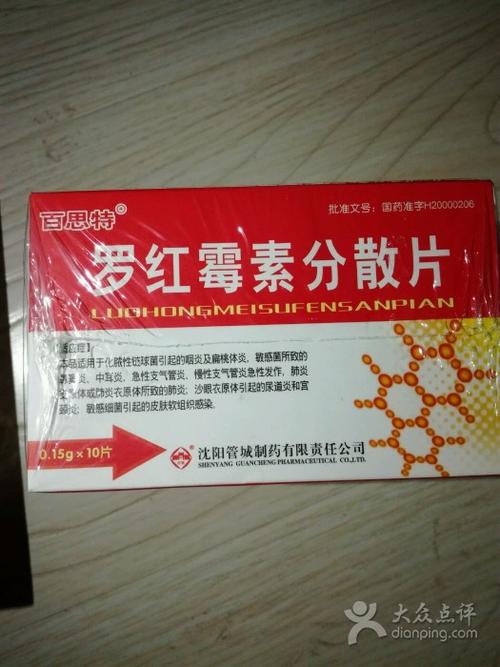 百思特®
批准文号：国药准字H20000206
罗红霉素分散片
LUOHONGMEISUFENSANPIAN
【适应症】
本品适用于化脓性链球菌引起的咽炎及扁桃体炎，敏感菌所致的
鼻窦炎、中耳炎、急性支气管炎、慢性支气管炎急性发作，肺炎
支原体或肺炎衣原体所致的肺炎；沙眼衣原体引起的尿道炎和宫
颈炎；敏感细菌引起的皮肤软组织感染。
0.15g×10片
沈阳管城制药有限责任公司
SHENYANG GUANCHENG PHARMACEUTICAL CO.,LTD.
大众点评
dianping.com